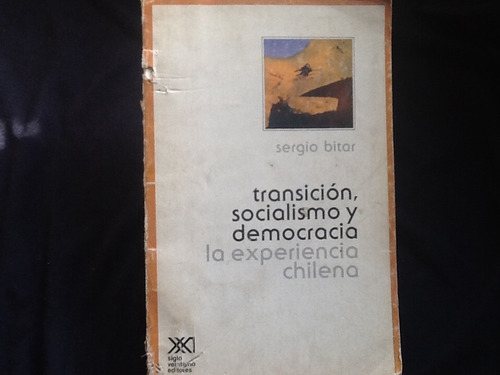 sergio bitar
transición,
socialismo y
democracia
la experiencia
chilena
siglo
veintiuno
editores